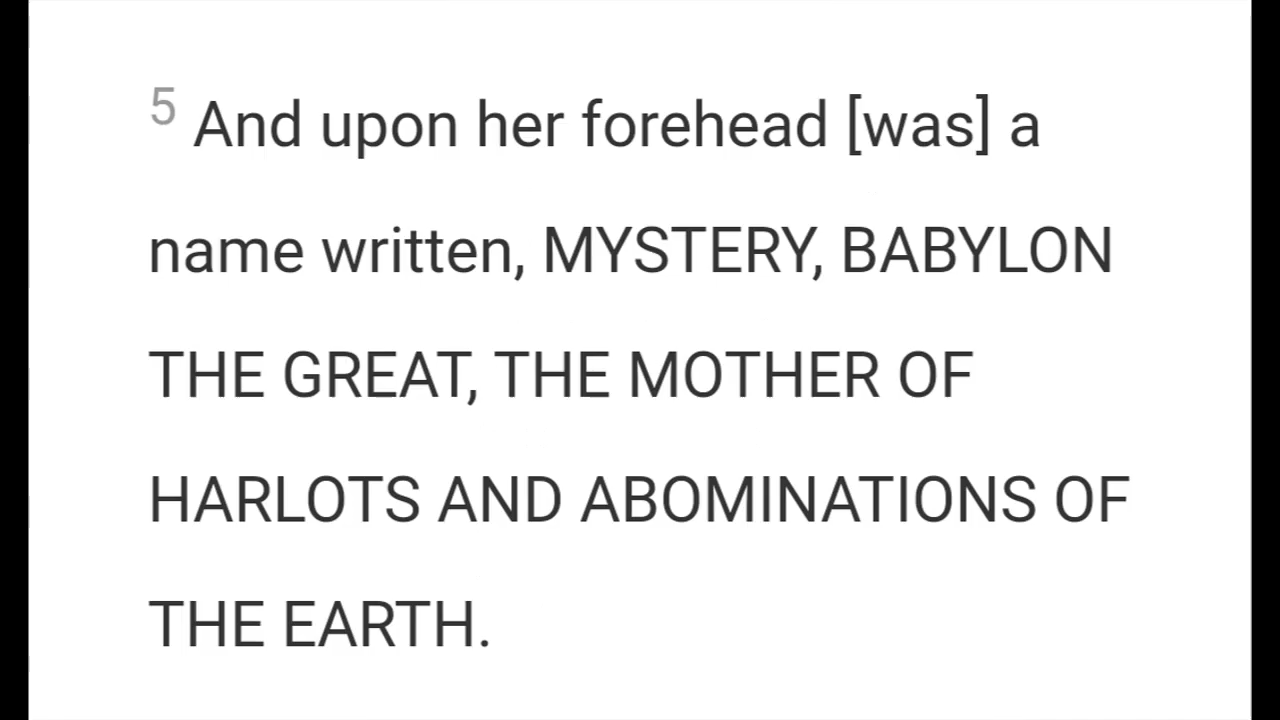 5 And upon her forehead [was] a
name written, MYSTERY, BABYLON
THE GREAT, THE MOTHER OF
HARLOTS AND ABOMINATIONS OF
THE EARTH.